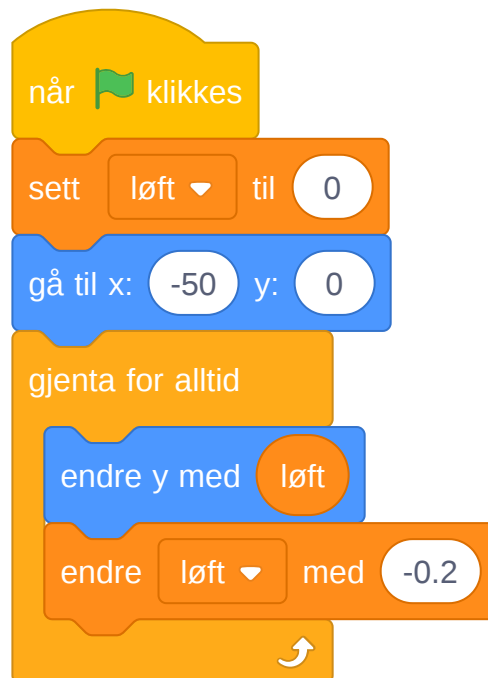 når klikkes
sett løft til 0
gå til x: -50 y: 0
gjenta for alltid
endre y med løft
endre løft med -0.2